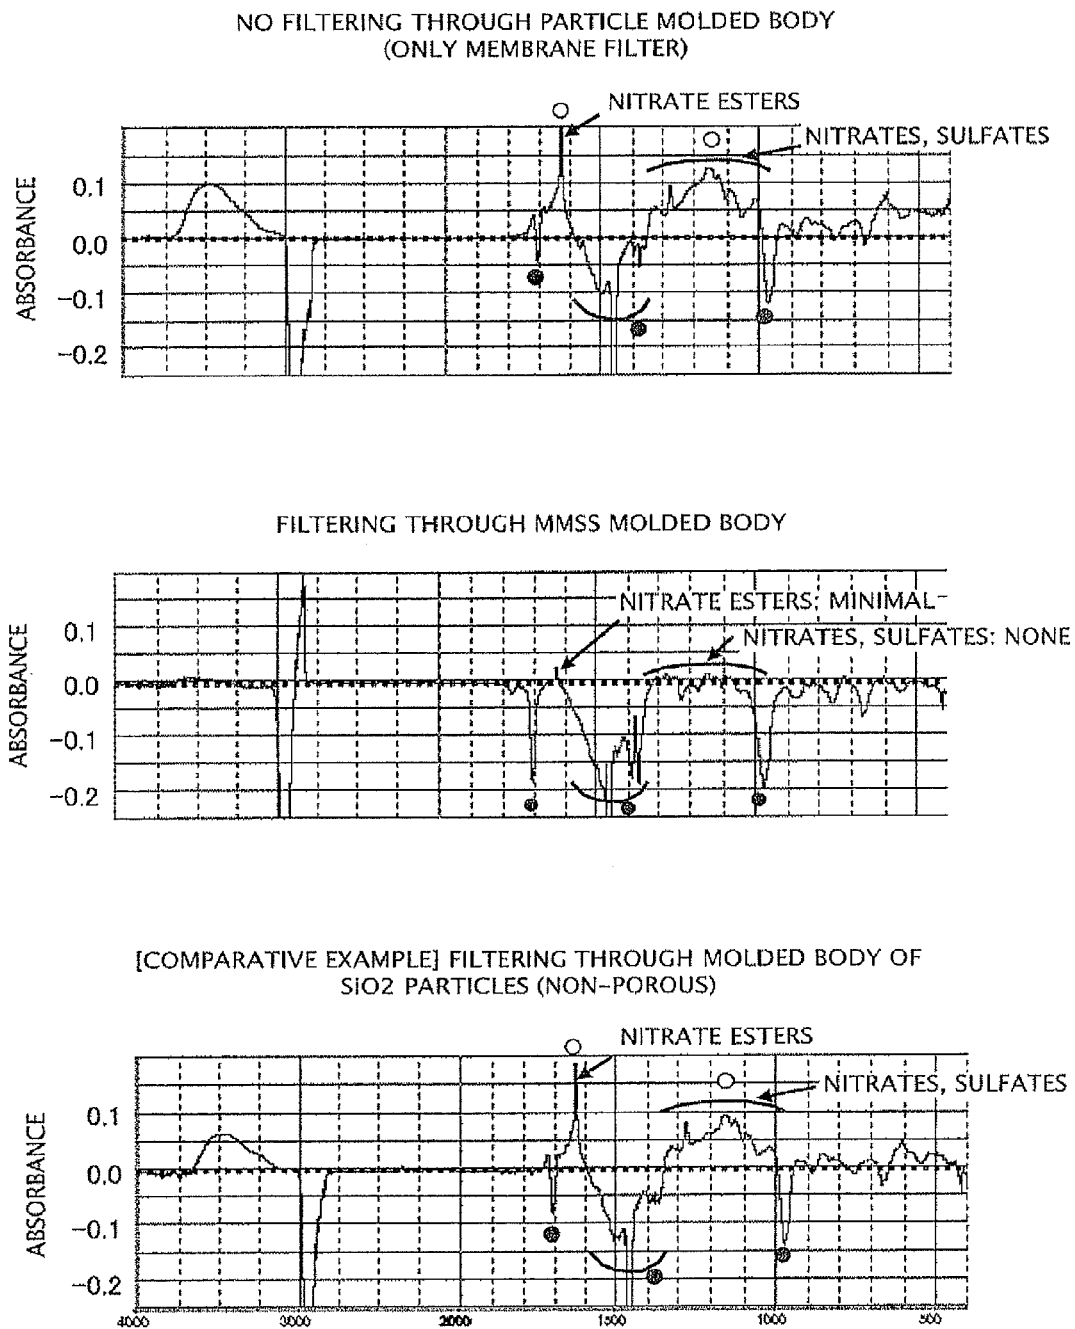 NO FILTERING THROUGH PARTICLE MOLDED BODY
(ONLY MEMBRANE FILTER)
NITRATE ESTERS
NITRATES, SULFATES
ABSORBANCE
0.1
0.0
−0.1
−0.2
FILTERING THROUGH MMSS MOLDED BODY
NITRATE ESTERS: MINIMAL
NITRATES, SULFATES: NONE
ABSORBANCE
0.1
0.0
−0.1
−0.2
[COMPARATIVE EXAMPLE] FILTERING THROUGH MOLDED BODY OF
SiO2 PARTICLES (NON-POROUS)
NITRATE ESTERS
NITRATES, SULFATES
ABSORBANCE
0.1
0.0
−0.1
−0.2
4000 3000 2000 1500 1000 500